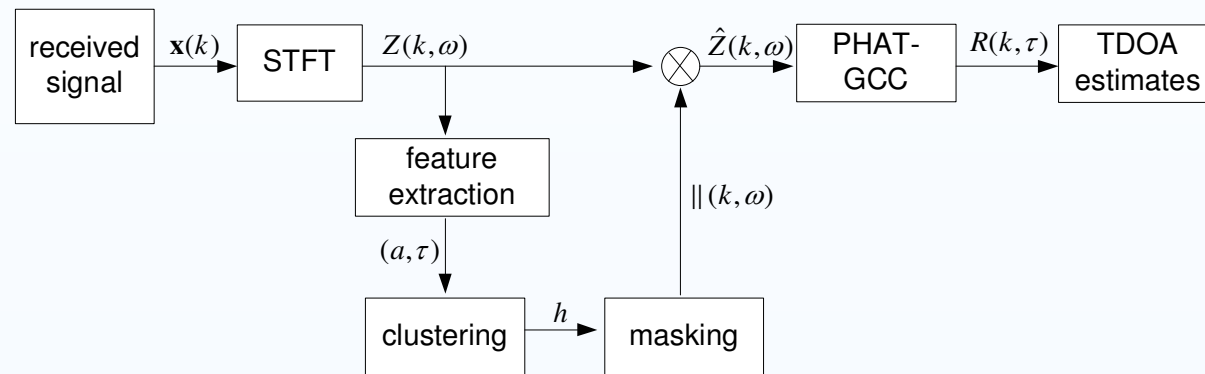 received
signal
𝐱(k)
STFT
Z(k,ω)
Ẑ(k,ω)
PHAT-
GCC
R(k,τ)
TDOA
estimates
feature
extraction
(a,τ)
|| (k,ω)
clustering
h
masking